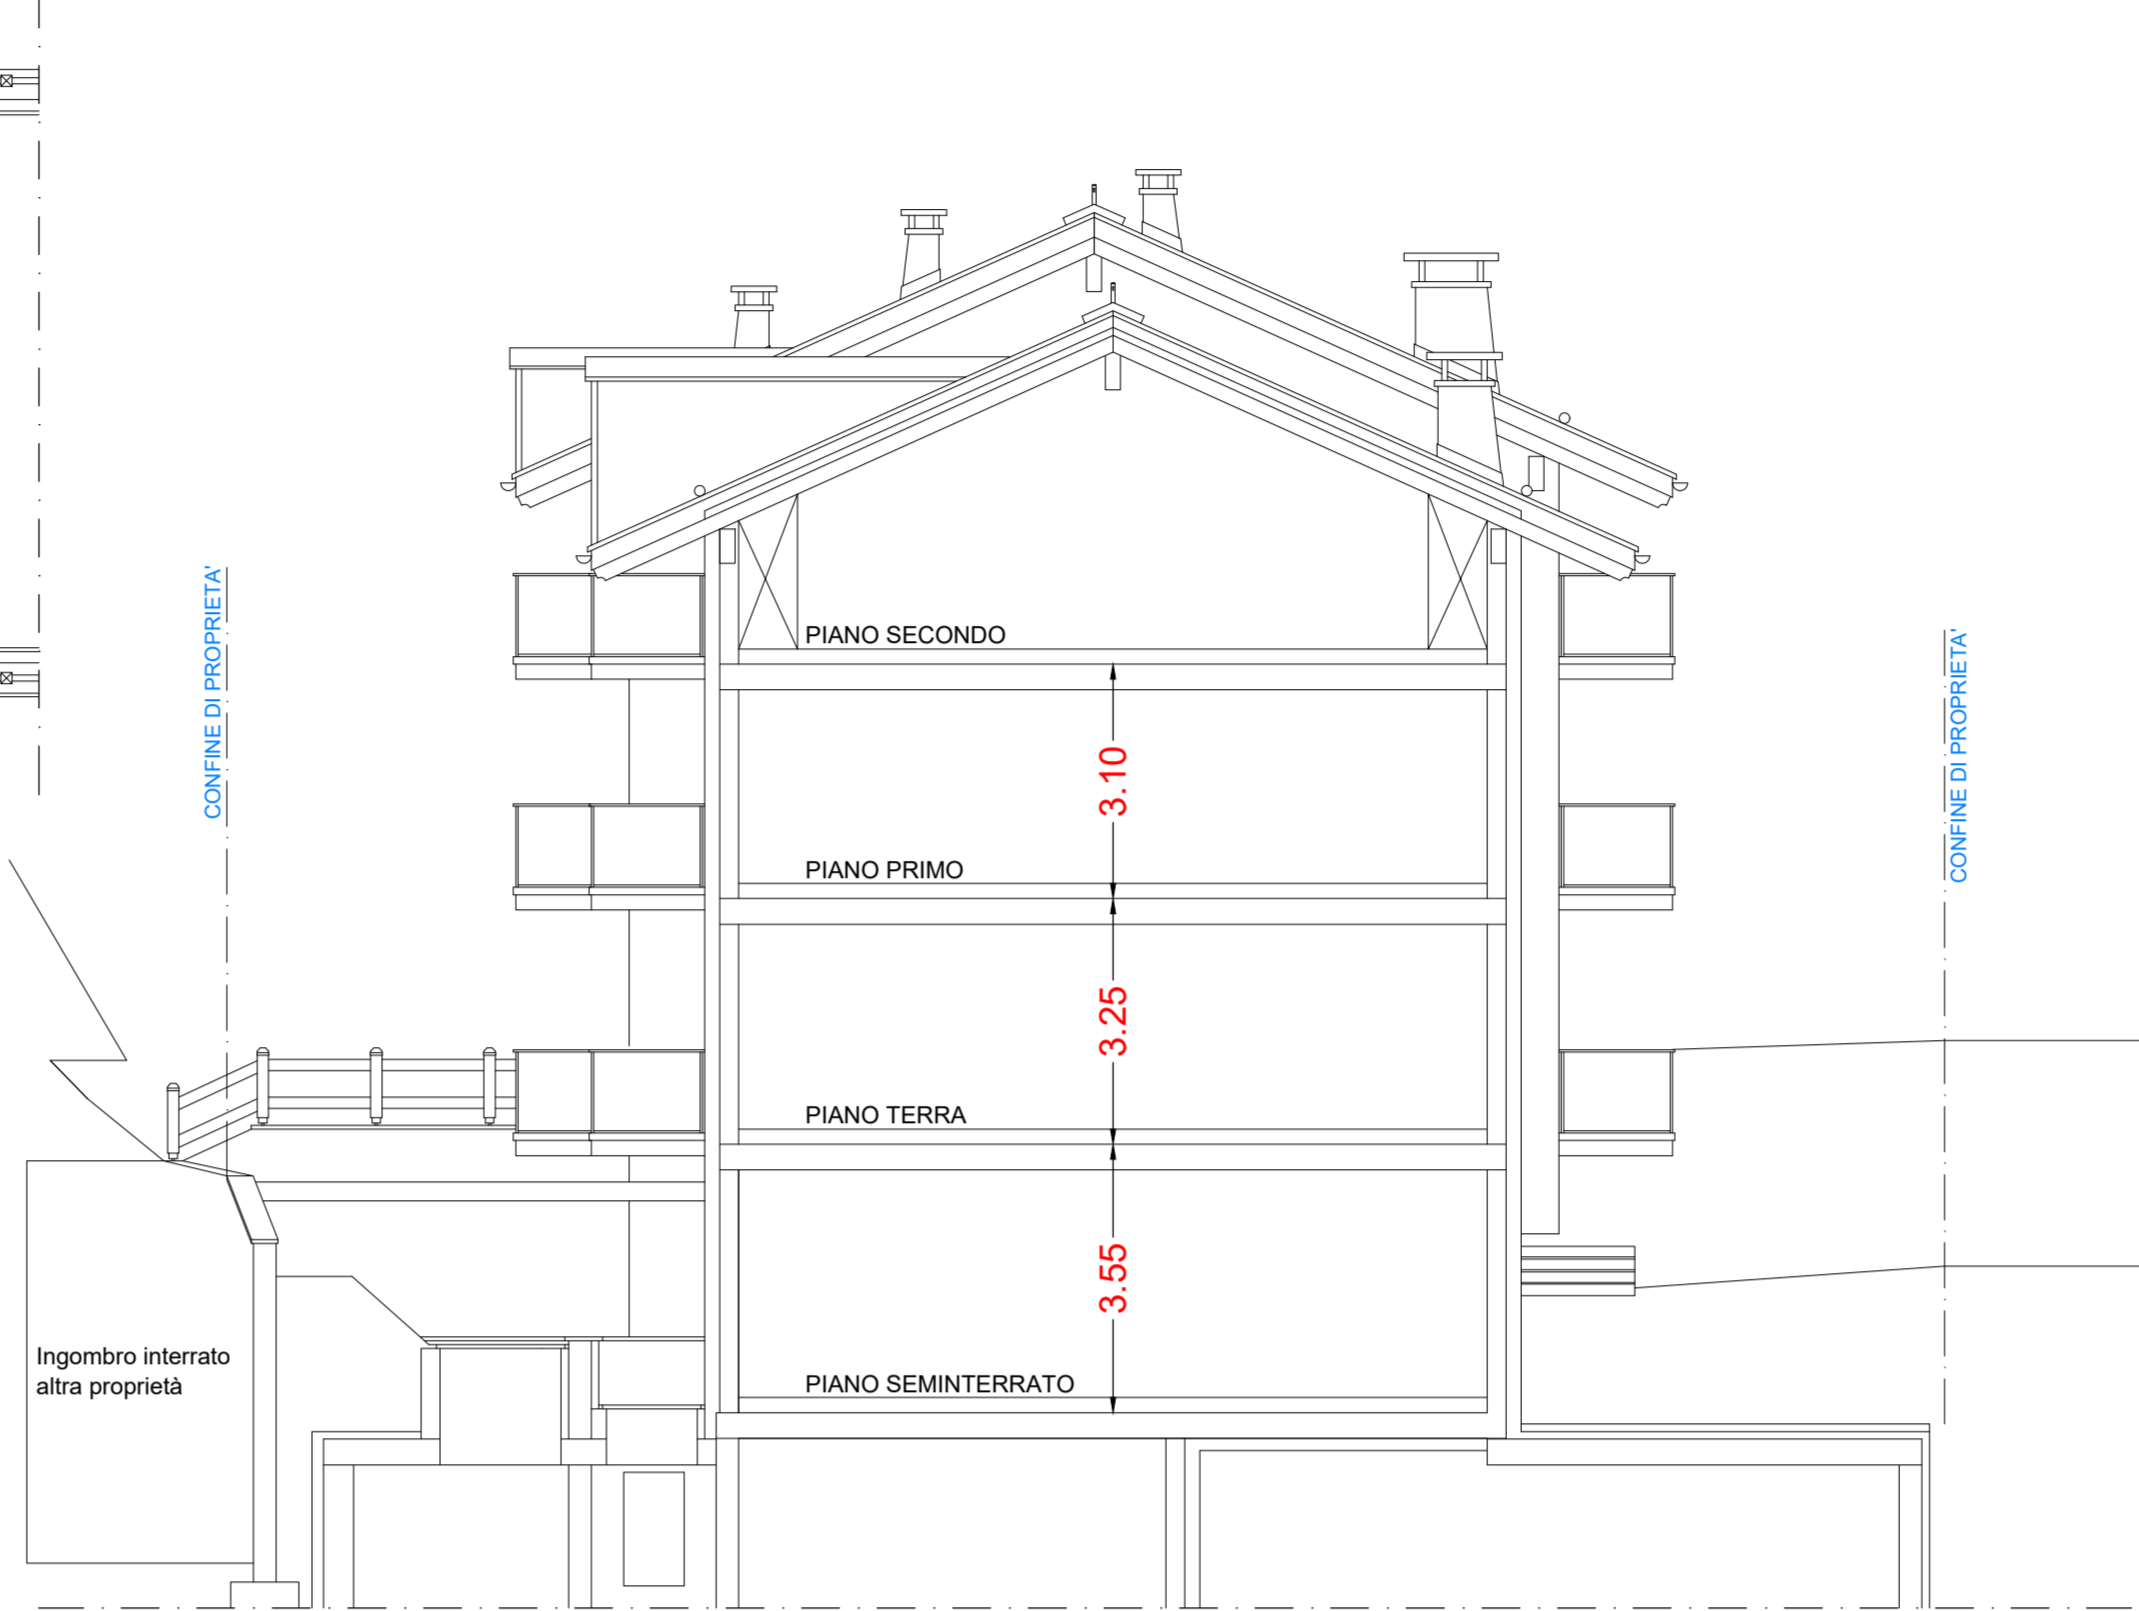 CONFINE DI PROPRIETA'
PIANO SECONDO
CONFINE DI PROPRIETA'
3.10
PIANO PRIMO
3.25
PIANO TERRA
3.55
Ingombro interrato
altra proprietà
PIANO SEMINTERRATO